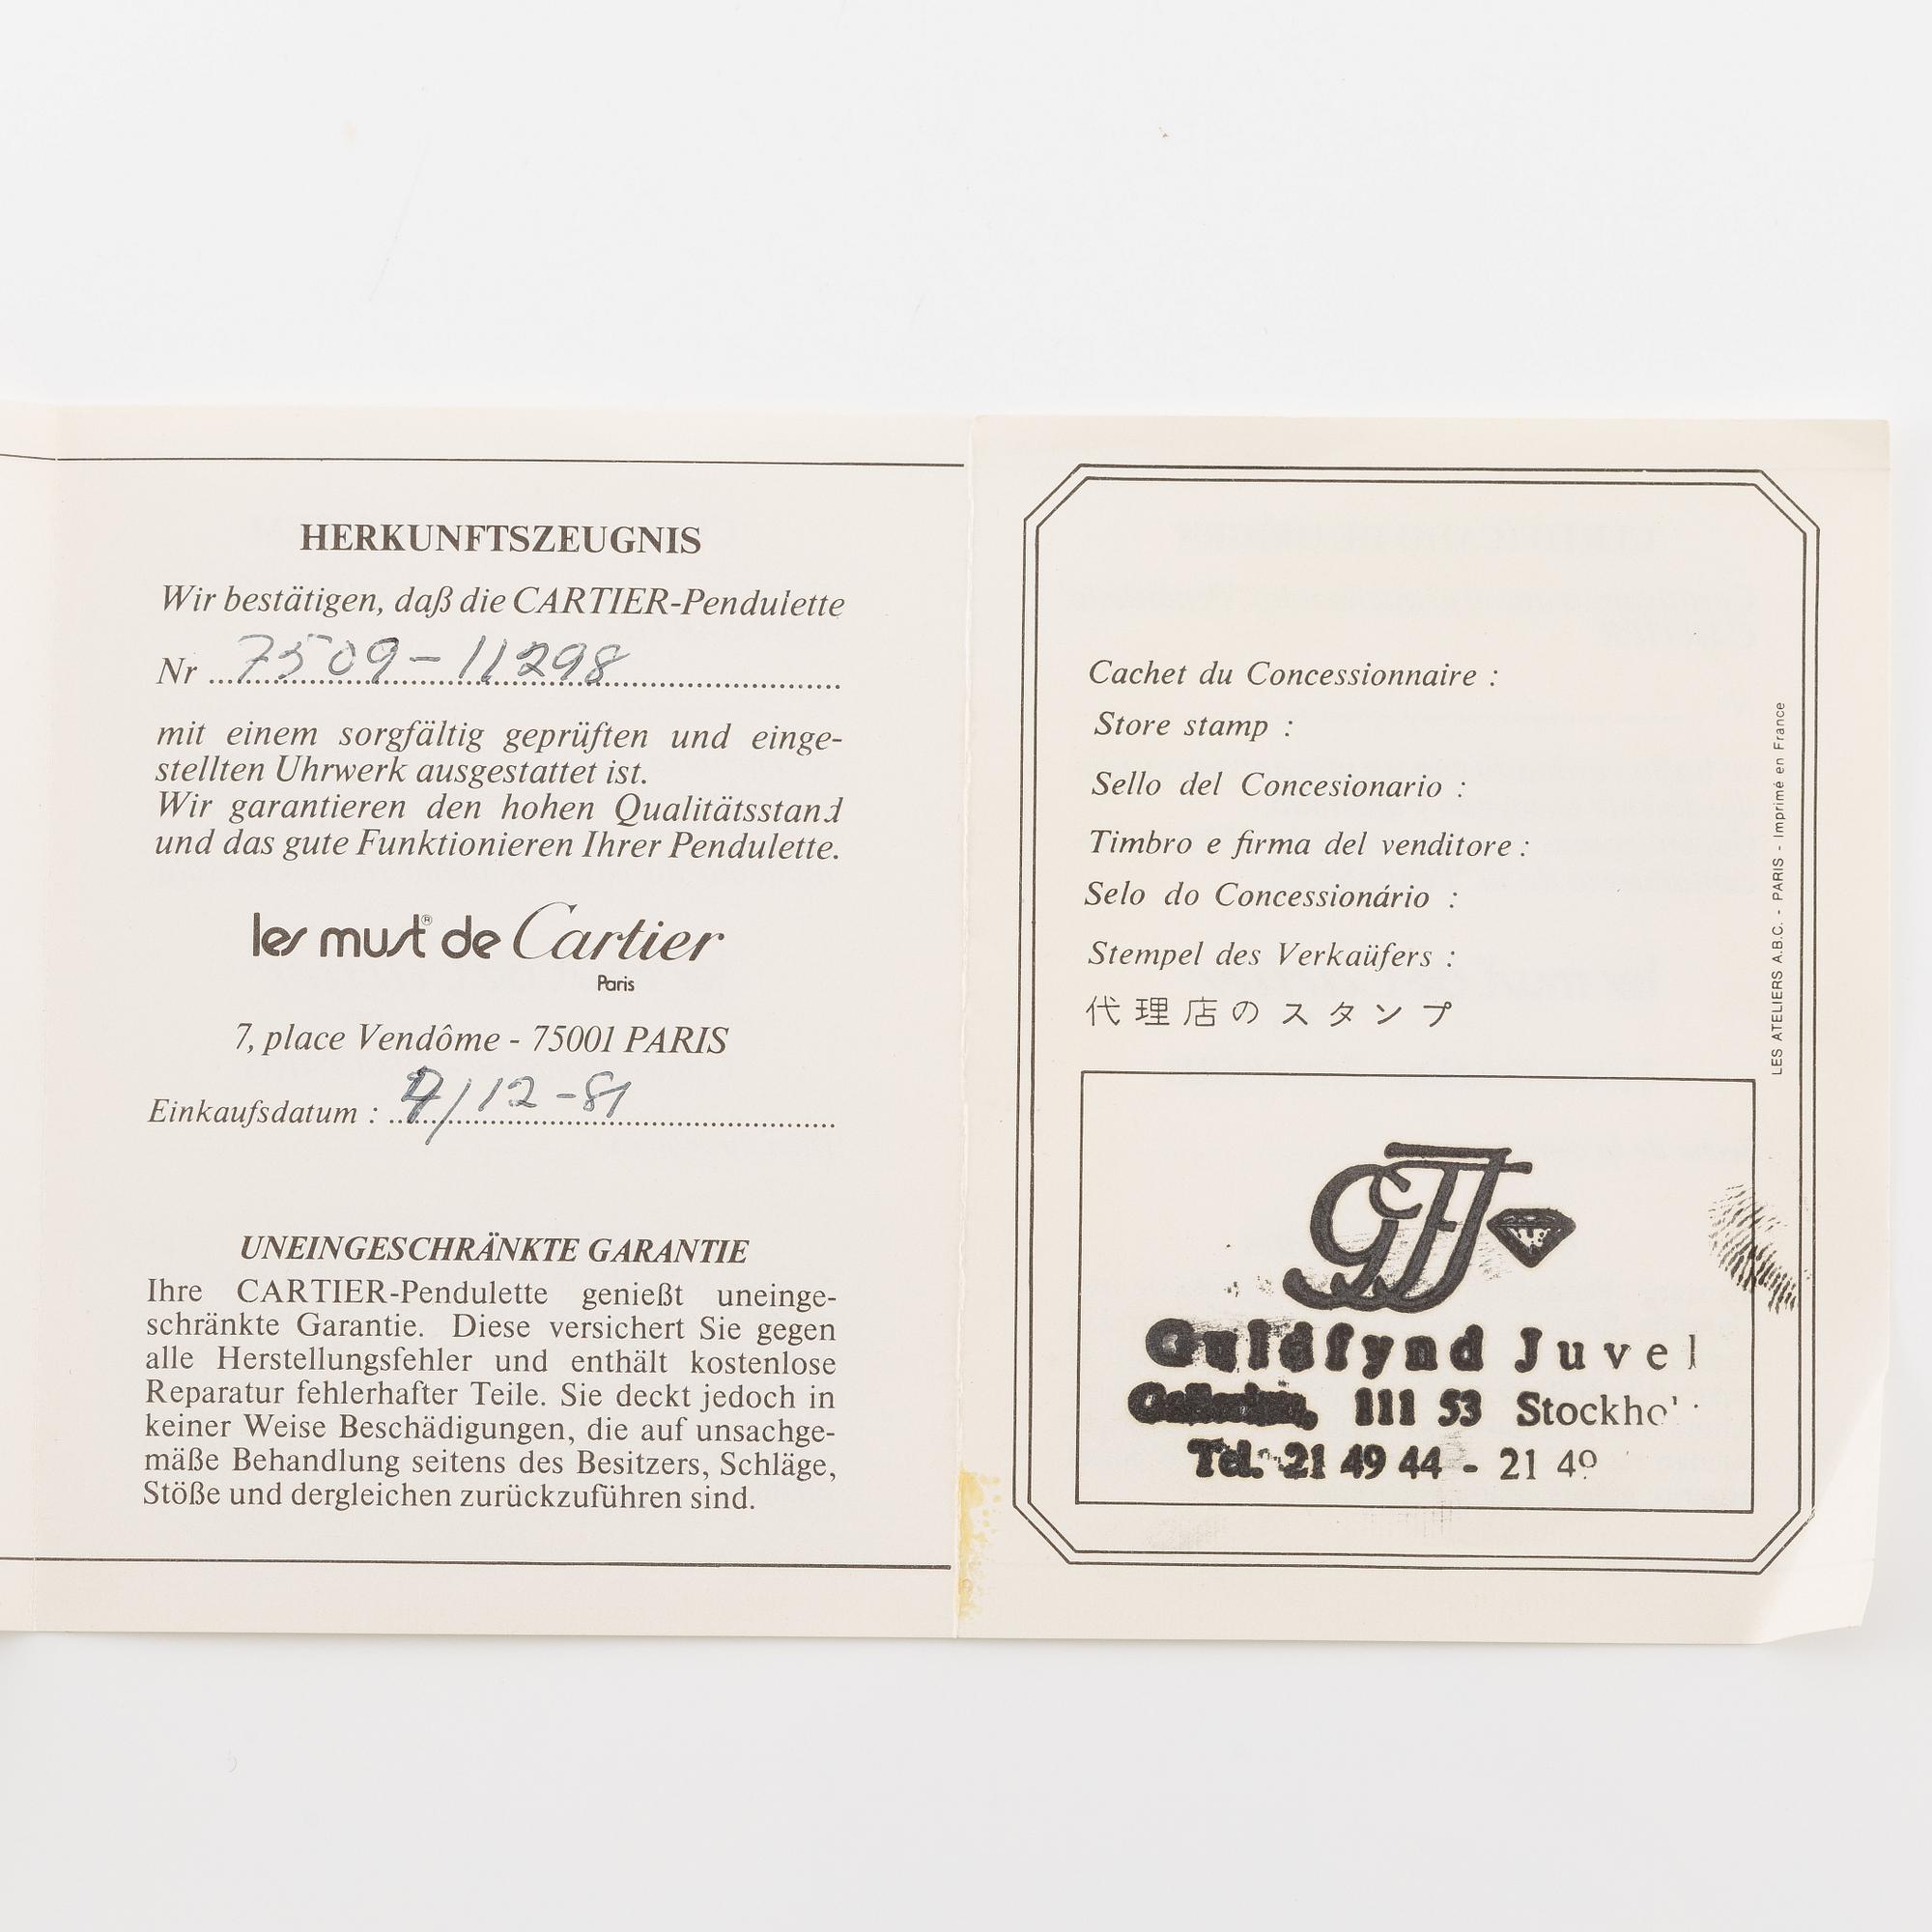 HERKUNFTSZEUGNIS
Wir bestätigen, daß die CARTIER-Pendulette
Nr 7509-11298
mit einem sorgfältig geprüften und einge-
stellten Uhrwerk ausgestattet ist.
Wir garantieren den hohen Qualitätsstand
und das gute Funktionieren Ihrer Pendulette.
les must® de Cartier
Paris
7, place Vendôme - 75001 PARIS
Einkaufsdatum : /12-81
UNEINGESCHRÄNKTE GARANTIE
Ihre CARTIER-Pendulette genießt uneinge-
schränkte Garantie. Diese versichert Sie gegen
alle Herstellungsfehler und enthält kostenlose
Reparatur fehlerhafter Teile. Sie deckt jedoch in
keiner Weise Beschädigungen, die auf unsachge-
mäße Behandlung seitens des Besitzers, Schläge,
Stöße und dergleichen zurückzuführen sind.
Cachet du Concessionnaire :
Store stamp :
Sello del Concesionario :
Timbro e firma del venditore :
Selo do Concessionário :
Stempel des Verkaüfers :
代理店のスタンプ
LES ATELIERS A.B.C. - PARIS - Imprimé en France
GFJ
Guldfynd Juvel
111 53 Stockho
Tel. 21 49 44 - 21 49